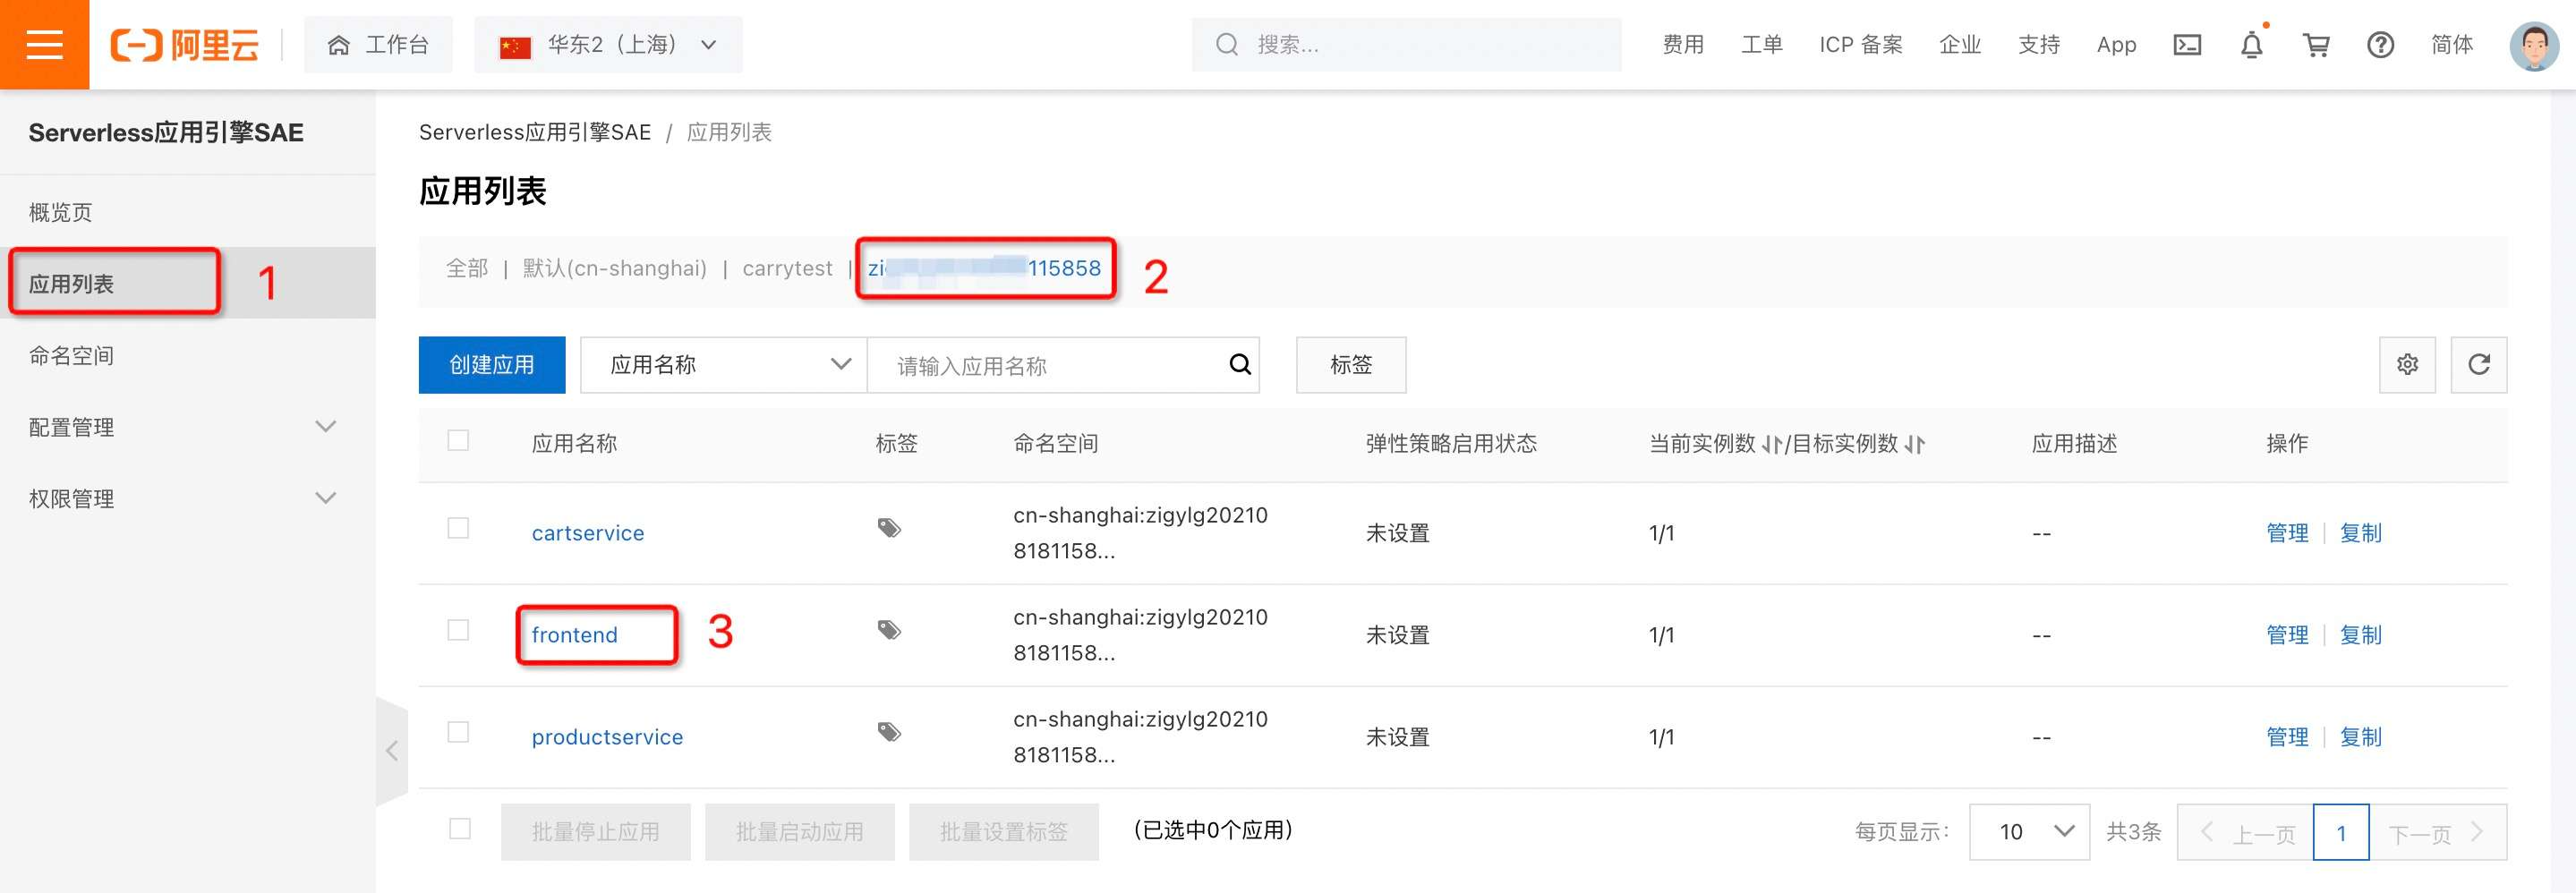 阿里云 工作台 华东2（上海） 搜索... 费用 工单 ICP 备案 企业 支持 App 简体
Serverless应用引擎SAE
概览页
应用列表 1
命名空间
配置管理
权限管理
Serverless应用引擎SAE / 应用列表
应用列表
全部 | 默认(cn-shanghai) | carrytest | zi 115858 2
创建应用 应用名称 请输入应用名称 标签
应用名称 标签 命名空间 弹性策略启用状态 当前实例数 /目标实例数 应用描述 操作
cartservice cn-shanghai:zigylg20210 未设置 1/1 -- 管理 复制
8181158...
frontend 3 cn-shanghai:zigylg20210 未设置 1/1 -- 管理 复制
8181158...
productservice cn-shanghai:zigylg20210 未设置 1/1 -- 管理 复制
8181158...
批量停止应用 批量启动应用 批量设置标签 (已选中0个应用) 每页显示： 10 共3条 上一页 1 下一页